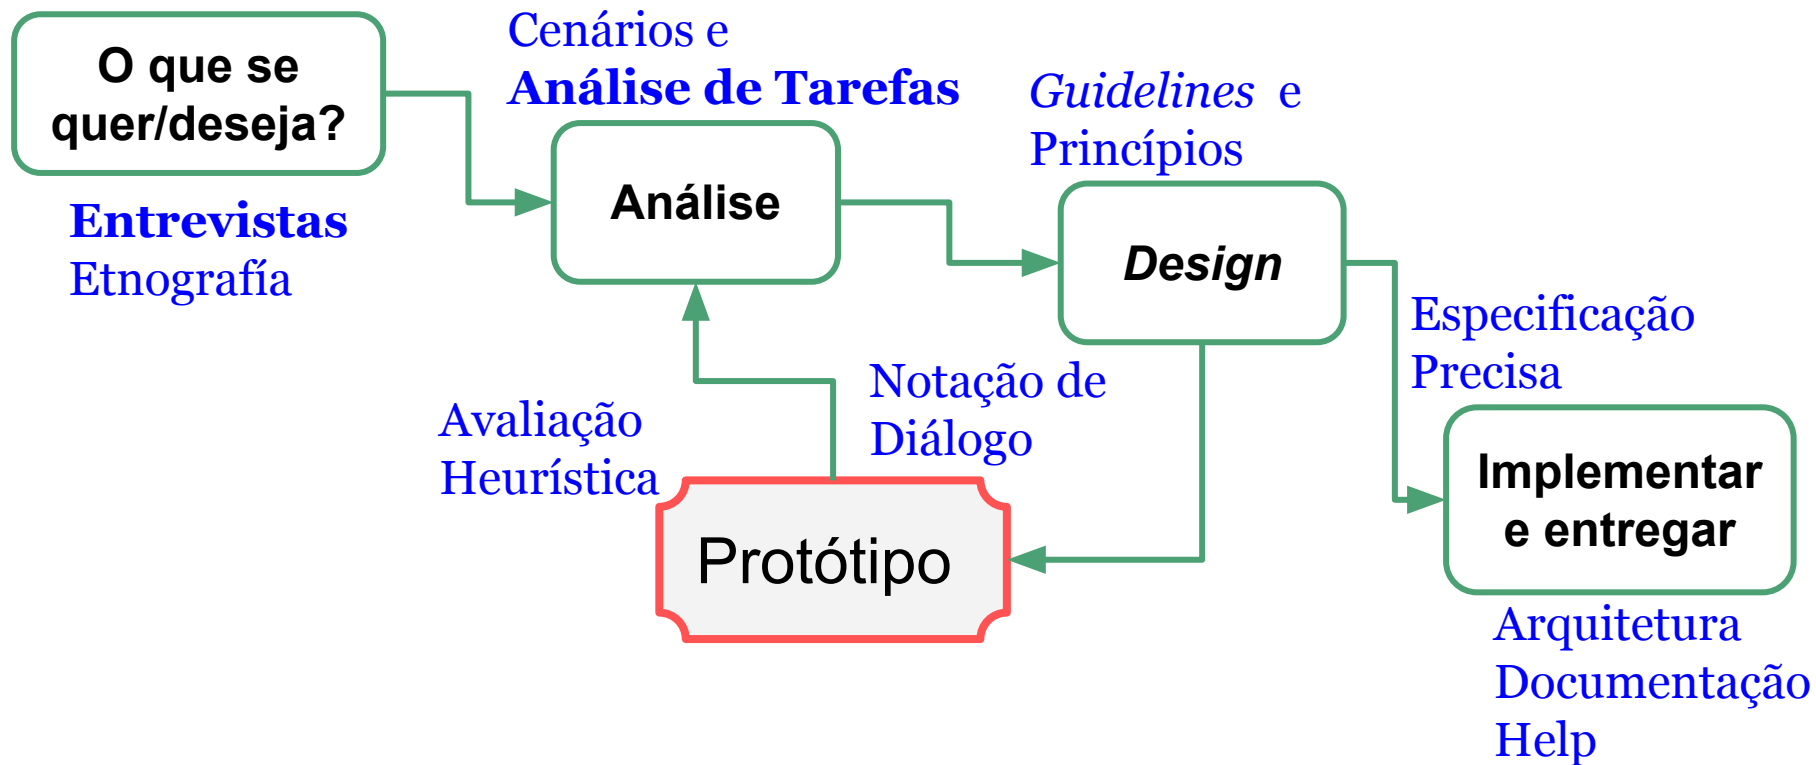 O que se
quer/deseja?
Entrevistas
Etnografía
Cenários e
Análise de Tarefas
Análise
Guidelines e
Princípios
Design
Especificação
Precisa
Notação de
Diálogo
Avaliação
Heurística
Protótipo
Implementar
e entregar
Arquitetura
Documentação
Help